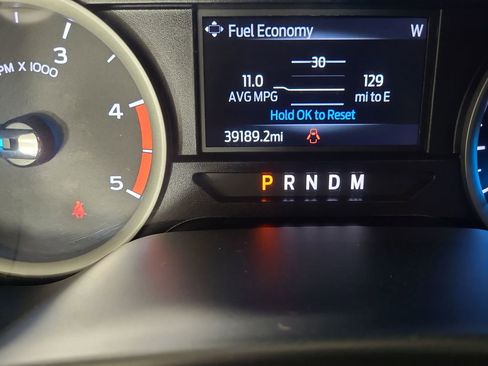 Fuel Economy W
3
PM X 1000
30
11.0 129
AVG MPG mi to E
4
Hold OK to Reset
39189.2mi
5
P R N D M